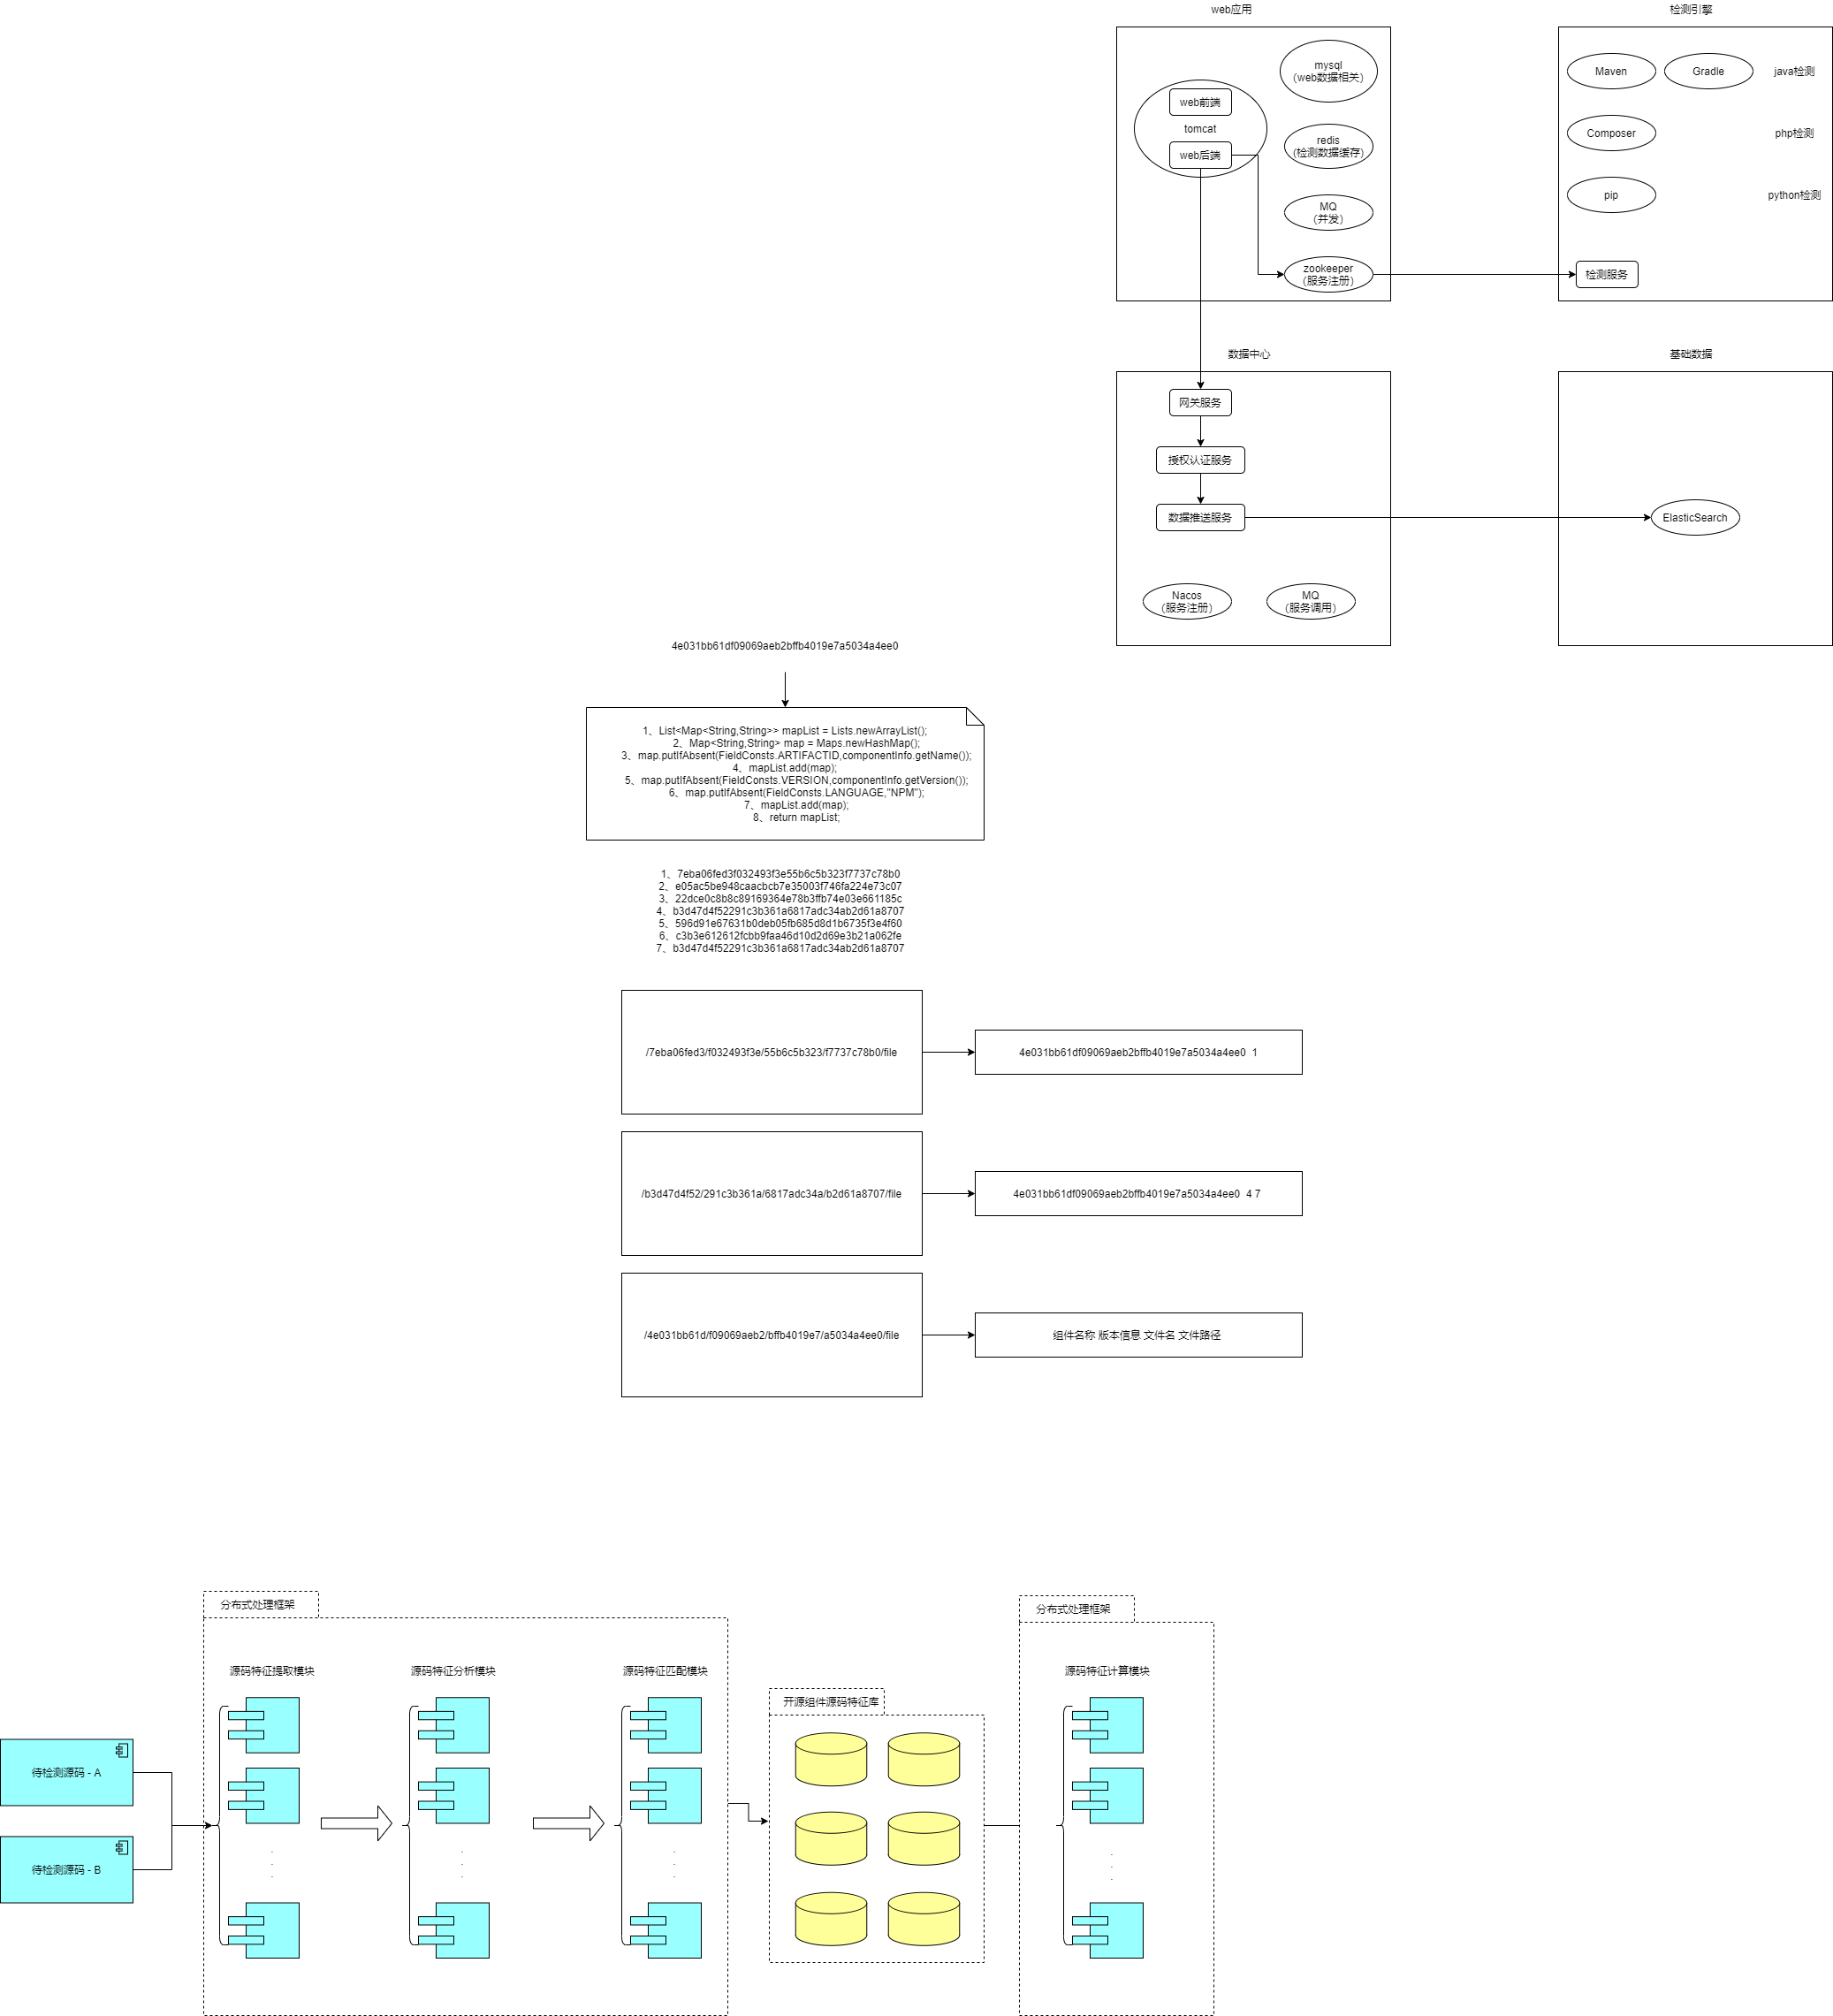 web应用
检测引擎
mysql
（web数据相关）
Maven
Gradle
java检测
web前端
tomcat
Composer
php检测
redis
(检测数据缓存)
web后端
pip
python检测
MQ
（并发）
zookeeper
（服务注册）
检测服务
数据中心
基础数据
网关服务
授权认证服务
数据推送服务
ElasticSearch
Nacos
（服务注册）
MQ
（服务调用）
4e031bb61df09069aeb2bffb4019e7a5034a4ee0
1、List<Map<String,String>> mapList = Lists.newArrayList();
2、Map<String,String> map = Maps.newHashMap();
3、map.putIfAbsent(FieldConsts.ARTIFACTID,componentInfo.getName());
4、mapList.add(map);
5、map.putIfAbsent(FieldConsts.VERSION,componentInfo.getVersion());
6、map.putIfAbsent(FieldConsts.LANGUAGE,"NPM");
7、mapList.add(map);
8、return mapList;
1、7eba06fed3f032493f3e55b6c5b323f7737c78b0
2、e05ac5be948caacbcb7e35003f746fa224e73c07
3、22dce0c8b8c89169364e78b3ffb74e03e661185c
4、b3d47d4f52291c3b361a6817adc34ab2d61a8707
5、596d91e67631b0deb05fb685d8d1b6735f3e4f60
6、c3b3e612612fcbb9faa46d10d2d69e3b21a062fe
7、b3d47d4f52291c3b361a6817adc34ab2d61a8707
/7eba06fed3/f032493f3e/55b6c5b323/f7737c78b0/file
4e031bb61df09069aeb2bffb4019e7a5034a4ee0 1
/b3d47d4f52/291c3b361a/6817adc34a/b2d61a8707/file
4e031bb61df09069aeb2bffb4019e7a5034a4ee0 4 7
/4e031bb61d/f09069aeb2/bffb4019e7/a5034a4ee0/file
组件名称 版本信息 文件名 文件路径
分布式处理框架
分布式处理框架
源码特征提取模块
源码特征分析模块
源码特征匹配模块
源码特征计算模块
开源组件源码特征库
待检测源码 - A
待检测源码 - B